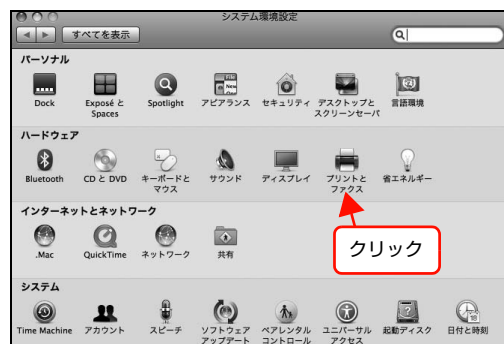 システム環境設定
すべてを表示
パーソナル
Dock
Exposé と
Spaces
Spotlight
アピアランス
セキュリティ
デスクトップと
スクリーンセーバ
言語環境
ハードウェア
Bluetooth
CD と DVD
キーボードと
マウス
サウンド
ディスプレイ
プリントと
ファクス
省エネルギー
インターネットとネットワーク
.Mac
QuickTime
ネットワーク
共有
クリック
システム
Time Machine
アカウント
スピーチ
ソフトウェア
アップデート
ペアレンタル
コントロール
ユニバーサル
アクセス
起動ディスク
日付と時刻